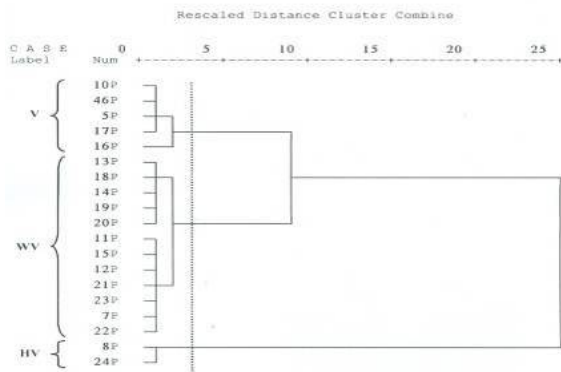 Rescaled Distance Cluster Combine
C A S E 0 5 10 15 20 25
Label Num
10P
46P
V 5P
17P
16P
13P
18P
14P
19P
20P
11P
WV 15P
12P
21P
23P
7P
22P
HV 8P
24P